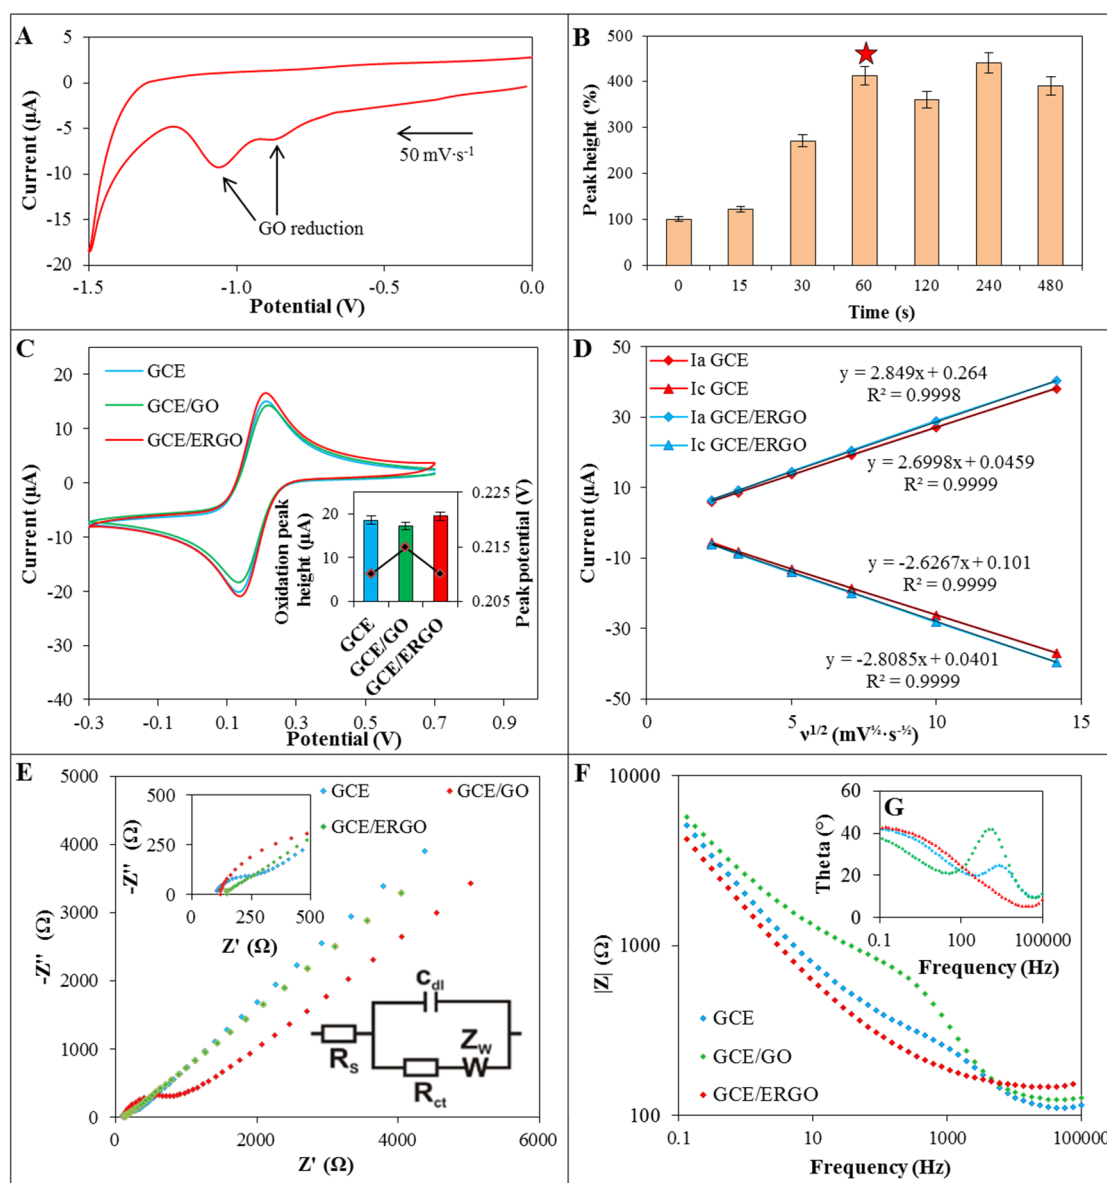 A
5
0
-5
-10
-15
-20
Current (µA)
50 mV·s-1
GO reduction
-1.5
-1.0
-0.5
0.0
Potential (V)
B
500
400
300
200
100
0
Peak height (%)
0
15
30
60
120
240
480
Time (s)
C
20
10
0
-10
-20
-30
-40
Current (µA)
GCE
GCE/GO
GCE/ERGO
-0.3
-0.1
0.1
0.3
0.5
0.7
0.9
Potential (V)
20
10
0
Oxidation peak
height (µA)
0.225
0.215
0.205
Peak potential (V)
GCE
GCE/GO
GCE/ERGO
D
50
30
10
-10
-30
-50
Current (µA)
Ia GCE
Ic GCE
Ia GCE/ERGO
Ic GCE/ERGO
y = 2.849x + 0.264
R² = 0.9998
y = 2.6998x + 0.0459
R² = 0.9999
y = -2.6267x + 0.101
R² = 0.9999
y = -2.8085x + 0.0401
R² = 0.9999
0
5
10
15
v1/2 (mV½·s-½)
E
5000
4000
3000
2000
1000
0
-Z'' (Ω)
500
250
0
-Z'' (Ω)
0
250
500
Z' (Ω)
GCE
GCE/GO
GCE/ERGO
Cdl
Rs
Zw
W
Rct
0
2000
4000
6000
Z' (Ω)
F
10000
1000
100
|Z| (Ω)
GCE
GCE/GO
GCE/ERGO
0.1
10
1000
100000
Frequency (Hz)
G
60
40
20
0
Theta (°)
0.1
100
100000
Frequency (Hz)